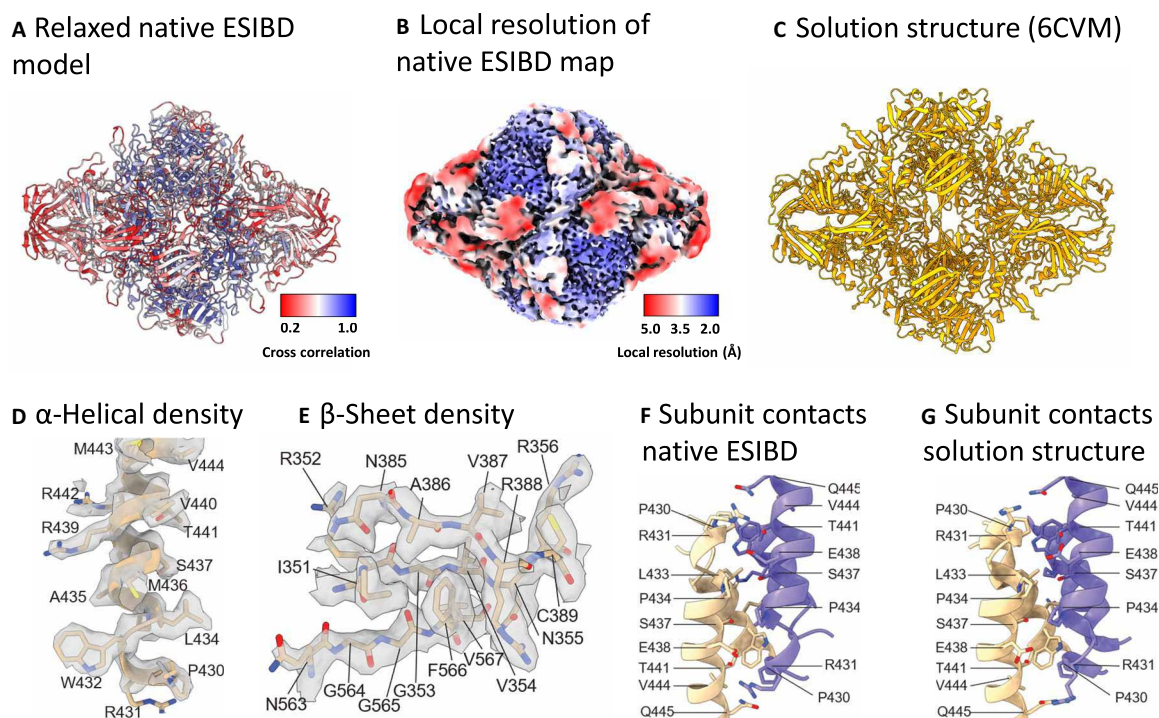 A Relaxed native ESIBD
model
B Local resolution of
native ESIBD map
C Solution structure (6CVM)
0.2 1.0
Cross correlation
5.0 3.5 2.0
Local resolution (Å)
D α-Helical density
M443
V444
R442
V440
R439
T441
S437
M436
A435
L434
W432
P430
R431
E β-Sheet density
R352
N385
A386
V387
R388
R356
I351
C389
N355
V354
V567
F566
G353
G565
G564
N563
F Subunit contacts
native ESIBD
Q445
V444
P430
T441
R431
E438
L433
S437
P434
P434
S437
E438
R431
T441
V444
P430
Q445
G Subunit contacts
solution structure
Q445
V444
P430
T441
R431
E438
L433
S437
P434
P434
S437
E438
R431
T441
V444
P430
Q445